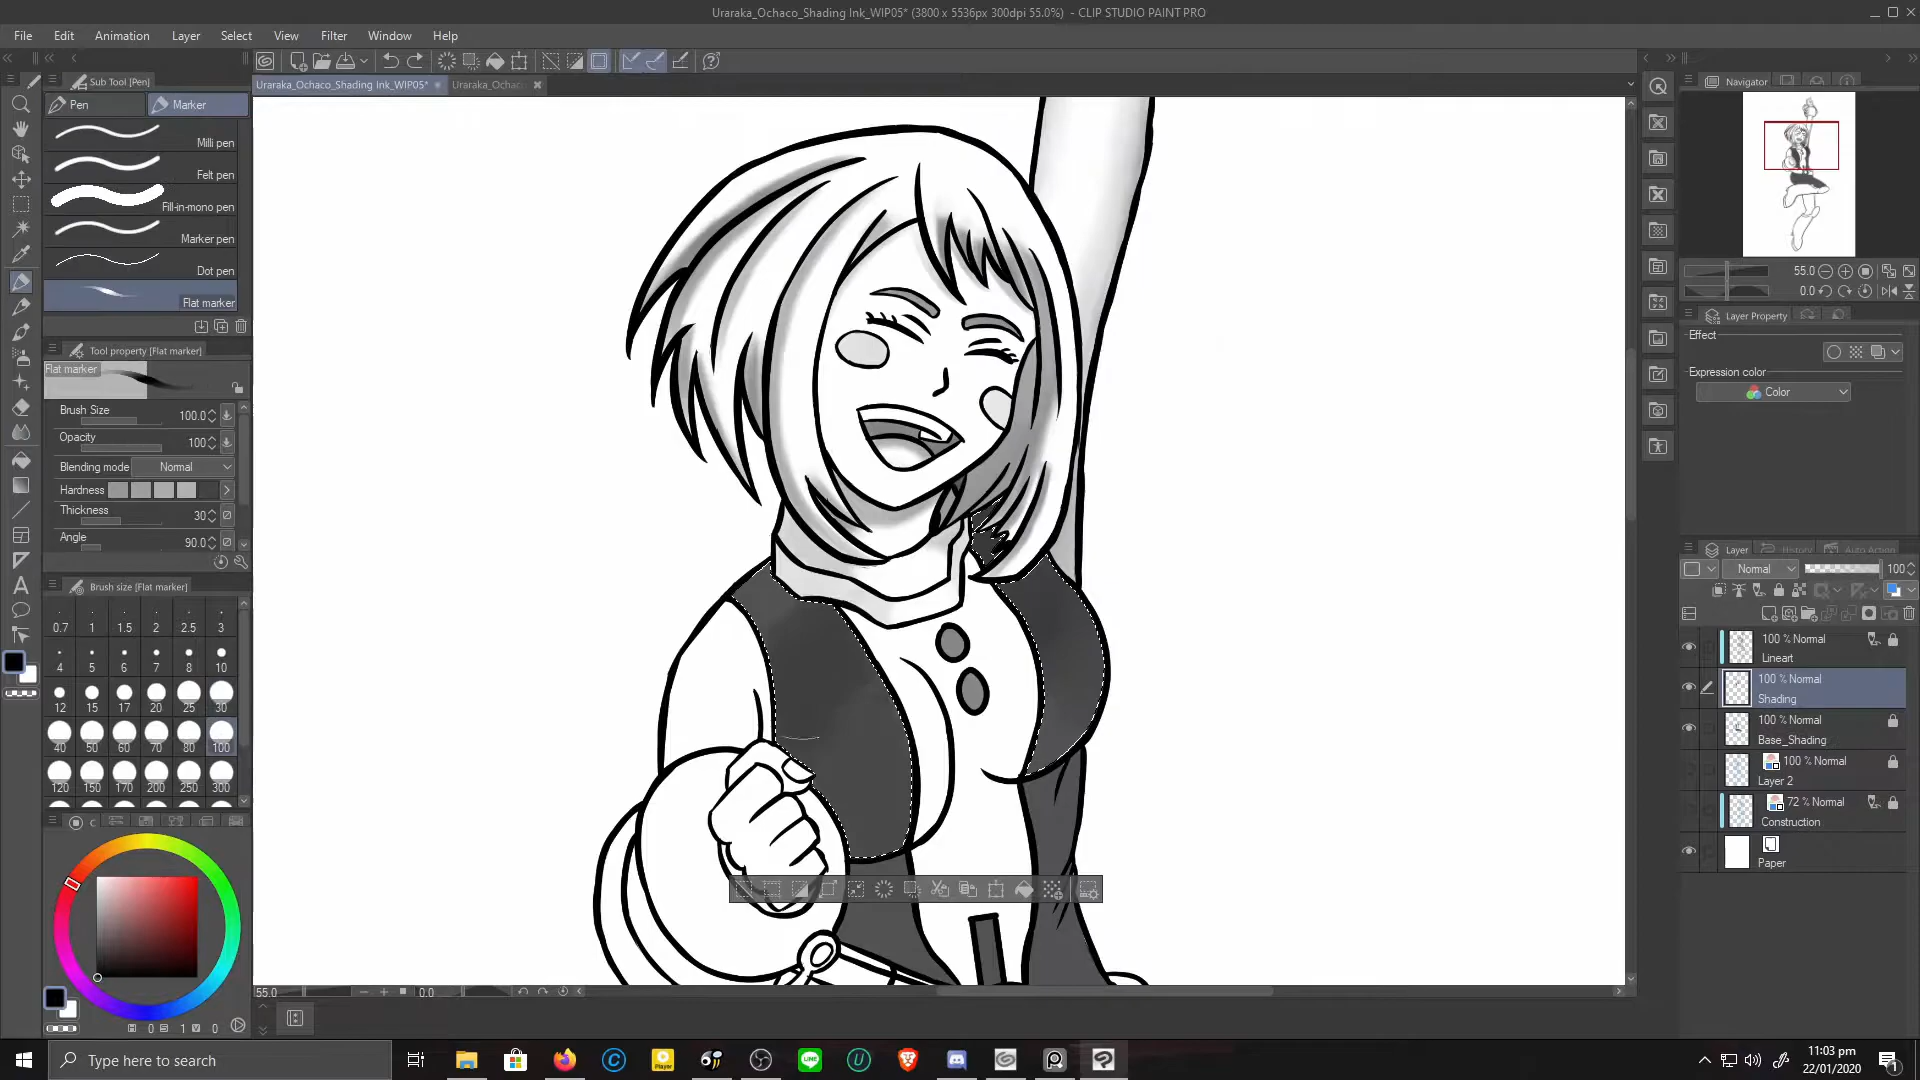 Uraraka_Ochaco_Shading Ink_WIP05* (3800 x 5536px 300dpi 55.0%) - CLIP STUDIO PAINT PRO
File Edit Animation Layer Select View Filter Window Help
Sub Tool [Pen]
Uraraka_Ochaco_Shading Ink_WIP05*
Uraraka_Ochac
Navigator
Pen
Marker
Milli pen
Felt pen
Fill-in-mono pen
Marker pen
Dot pen
Flat marker
55.0
0.0
Layer Property
Effect
Expression color
Color
Tool property [Flat marker]
Flat marker
Brush Size 100.0
Opacity 100
Blending mode Normal
Hardness
Thickness 30
Angle 90.0
Brush size [Flat marker]
0.7 1 1.5 2 2.5 3
4 5 6 7 8 10
12 15 17 20 25 30
40 50 60 70 80 100
120 150 170 200 250 300
C
Layer History Auto Action
Normal 100
100 % Normal
Lineart
100 % Normal
Shading
100 % Normal
Base_Shading
100 % Normal
Layer 2
72 % Normal
Construction
Paper
55.0 0.0
0 1 V 0
Type here to search
Player
LINE
11:03 pm
22/01/2020
1